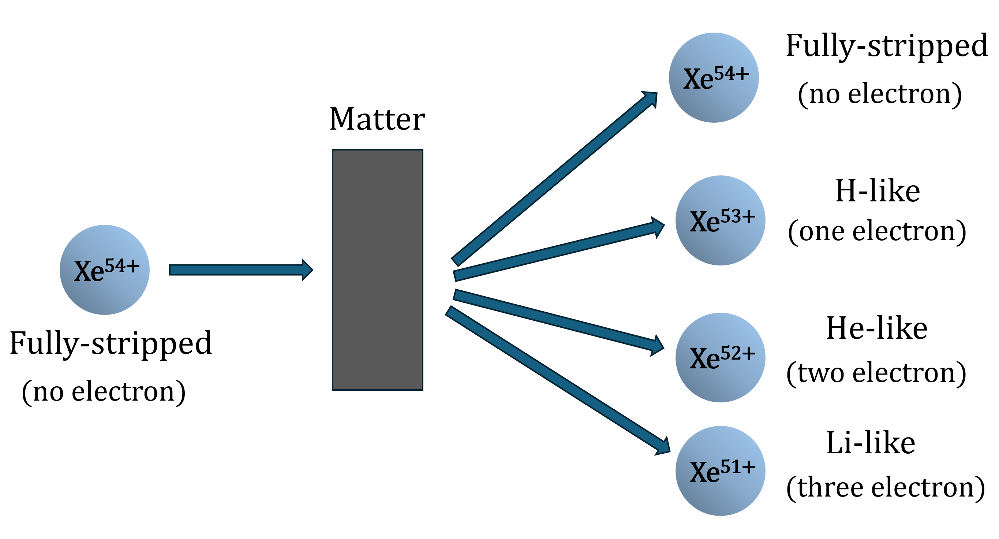 Xe⁵⁴⁺
Fully-stripped
(no electron)
Matter
Xe⁵⁴⁺
Fully-stripped
(no electron)
Xe⁵³⁺
H-like
(one electron)
Xe⁵²⁺
He-like
(two electron)
Xe⁵¹⁺
Li-like
(three electron)